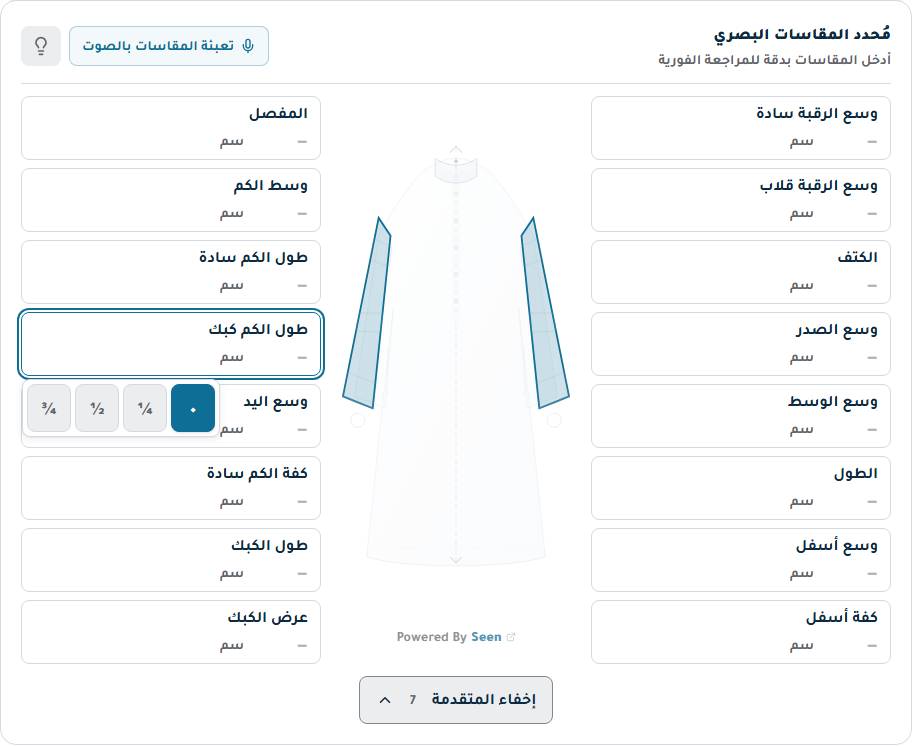 مُحدد المقاسات البصري
أدخل المقاسات بدقة للمراجعة الفورية
تعبئة المقاسات بالصوت
وسع الرقبة سادة
– سم
وسع الرقبة قلاب
– سم
الكتف
– سم
وسع الصدر
– سم
وسع الوسط
– سم
الطول
– سم
وسع أسفل
– سم
كفة أسفل
– سم
المفصل
– سم
وسط الكم
– سم
طول الكم سادة
– سم
طول الكم كبك
– سم
٠ ¼ ½ ¾
وسع اليد
سم
كفة الكم سادة
– سم
طول الكبك
– سم
عرض الكبك
– سم
Powered By Seen
إخفاء المتقدمة 7